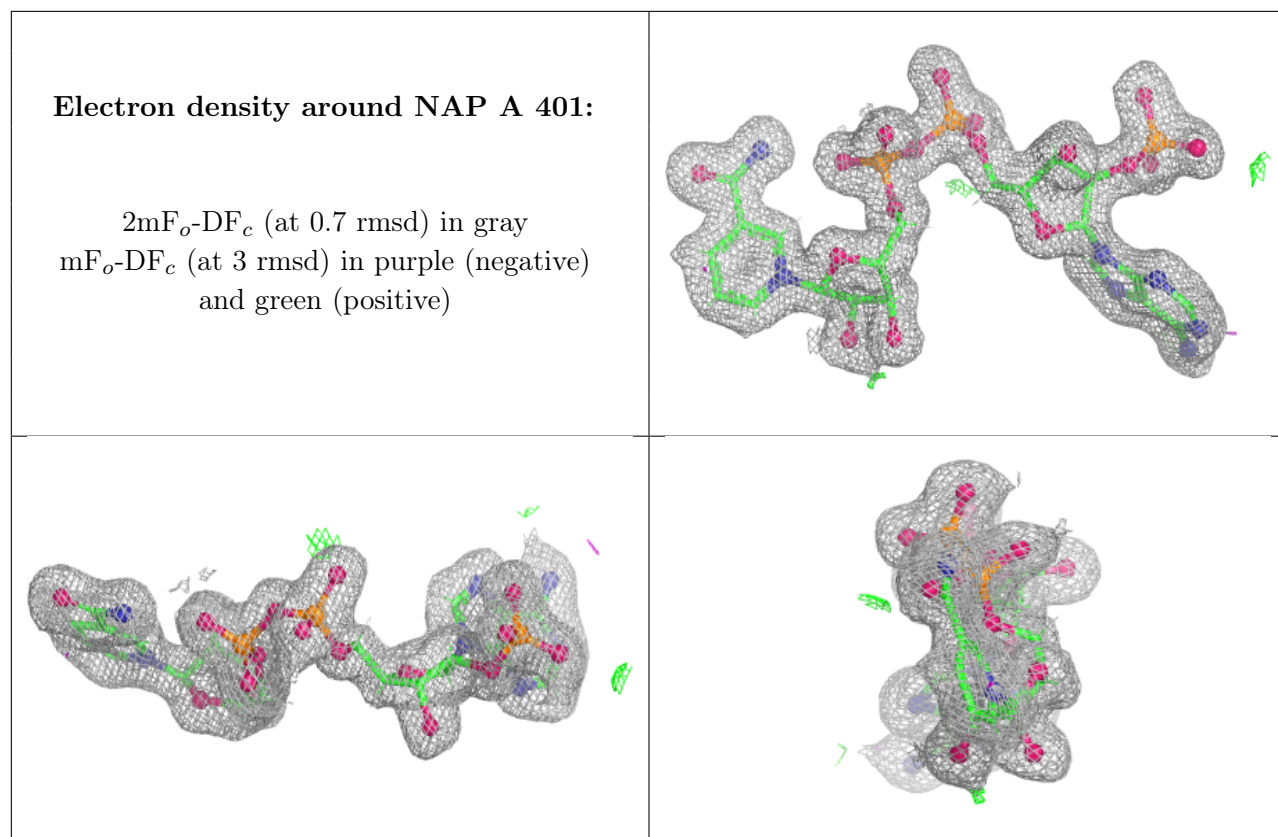 Electron density around NAP A 401:
2mFo-DFc (at 0.7 rmsd) in gray
mFo-DFc (at 3 rmsd) in purple (negative)
and green (positive)